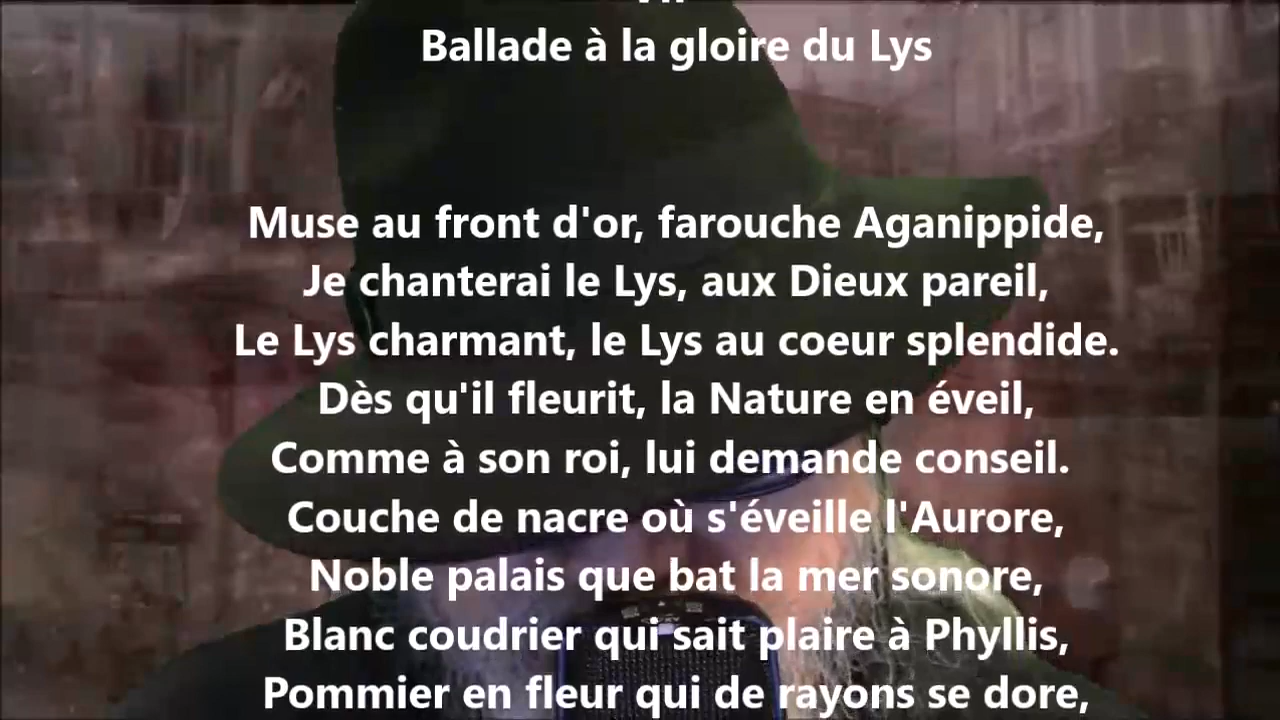 Ballade à la gloire du Lys
Muse au front d'or, farouche Aganippide,
Je chanterai le Lys, aux Dieux pareil,
Le Lys charmant, le Lys au coeur splendide.
Dès qu'il fleurit, la Nature en éveil,
Comme à son roi, lui demande conseil.
Couche de nacre où s'éveille l'Aurore,
Noble palais que bat la mer sonore,
Blanc coudrier qui sait plaire à Phyllis,
Pommier en fleur qui de rayons se dore,